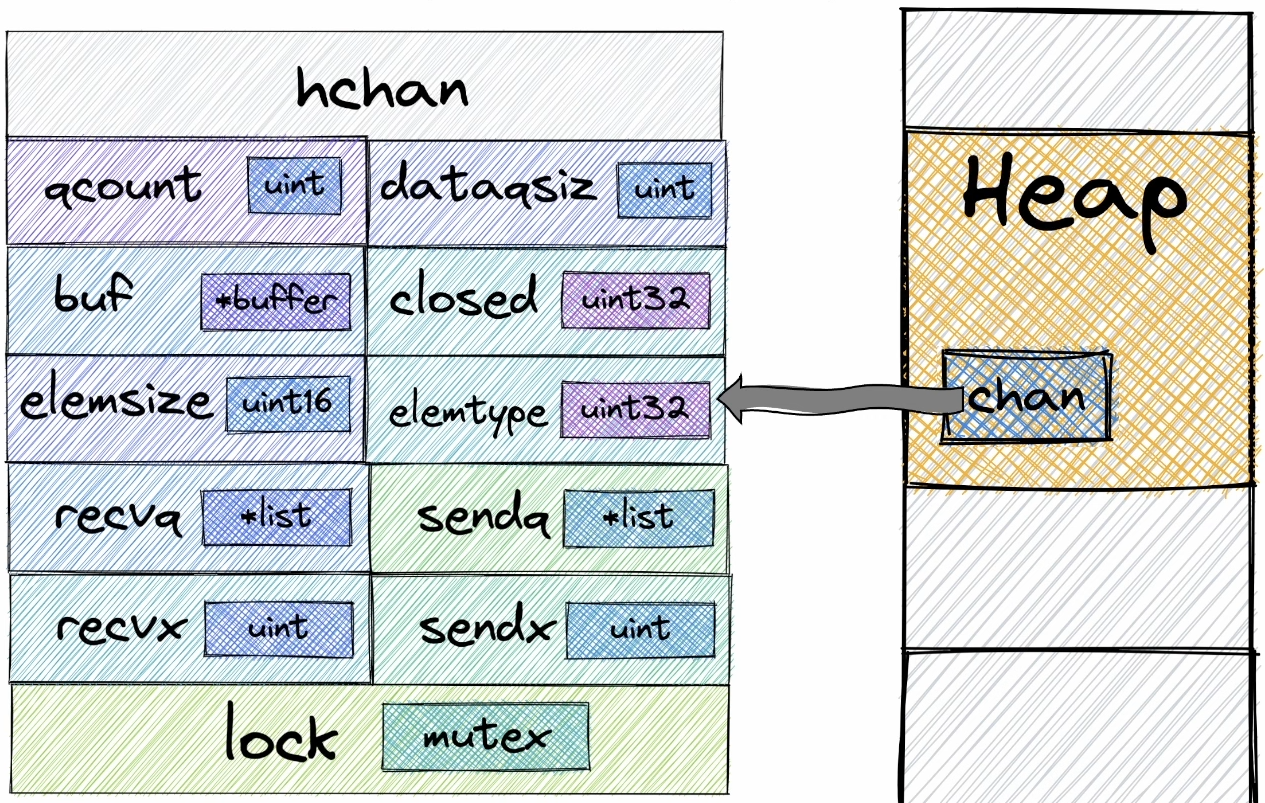 hchan
qcount uint dataqsiz uint
buf *buffer closed uint32
elemsize uint16 elemtype uint32
recvq *list sendq *list
recvx uint sendx uint
lock mutex
Heap
chan